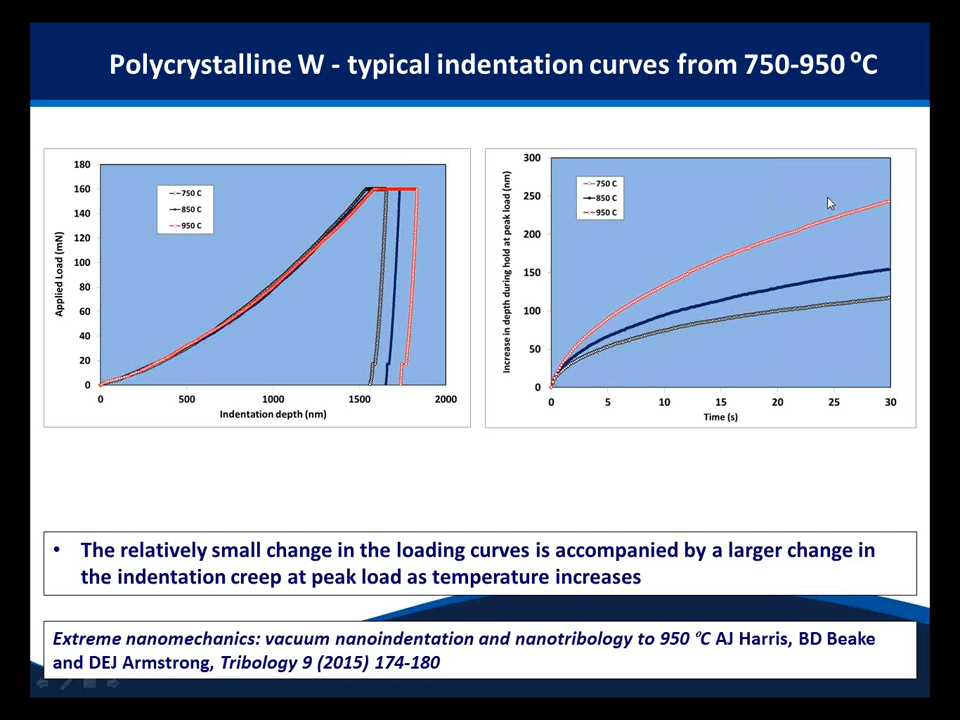 Polycrystalline W - typical indentation curves from 750-950 ⁰C
180
160
140
120
100
80
60
40
20
0
Applied Load (mN)
750 C
850 C
950 C
0 500 1000 1500 2000
Indentation depth (nm)
300
250
200
150
100
50
0
Increase in depth during hold at peak load (nm)
750 C
850 C
950 C
0 5 10 15 20 25 30
Time (s)
• The relatively small change in the loading curves is accompanied by a larger change in
the indentation creep at peak load as temperature increases
Extreme nanomechanics: vacuum nanoindentation and nanotribology to 950 ⁰C AJ Harris, BD Beake
and DEJ Armstrong, Tribology 9 (2015) 174-180